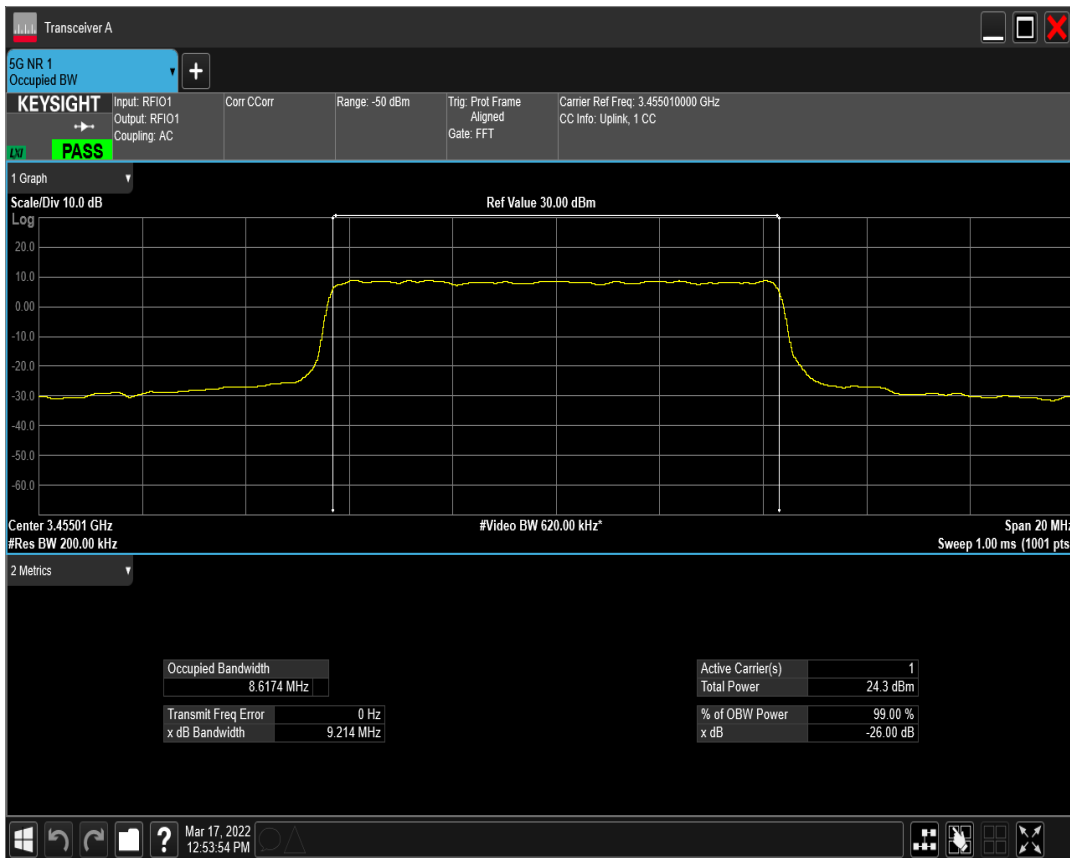 Transceiver A
5G NR 1
Occupied BW
KEYSIGHT
LXI
PASS
Input: RFIO1
Output: RFIO1
Coupling: AC
Corr CCorr
Range: -50 dBm
Trig: Prot Frame
Aligned
Gate: FFT
Carrier Ref Freq: 3.455010000 GHz
CC Info: Uplink, 1 CC
1 Graph
Scale/Div 10.0 dB
Ref Value 30.00 dBm
Log
20.0
10.0
0.00
-10.0
-20.0
-30.0
-40.0
-50.0
-60.0
Center 3.45501 GHz
#Video BW 620.00 kHz*
Span 20 MHz
#Res BW 200.00 kHz
Sweep 1.00 ms (1001 pts
2 Metrics
Occupied Bandwidth
8.6174 MHz
Transmit Freq Error 0 Hz
x dB Bandwidth 9.214 MHz
Active Carrier(s) 1
Total Power 24.3 dBm
% of OBW Power 99.00 %
x dB -26.00 dB
?
Mar 17, 2022
12:53:54 PM